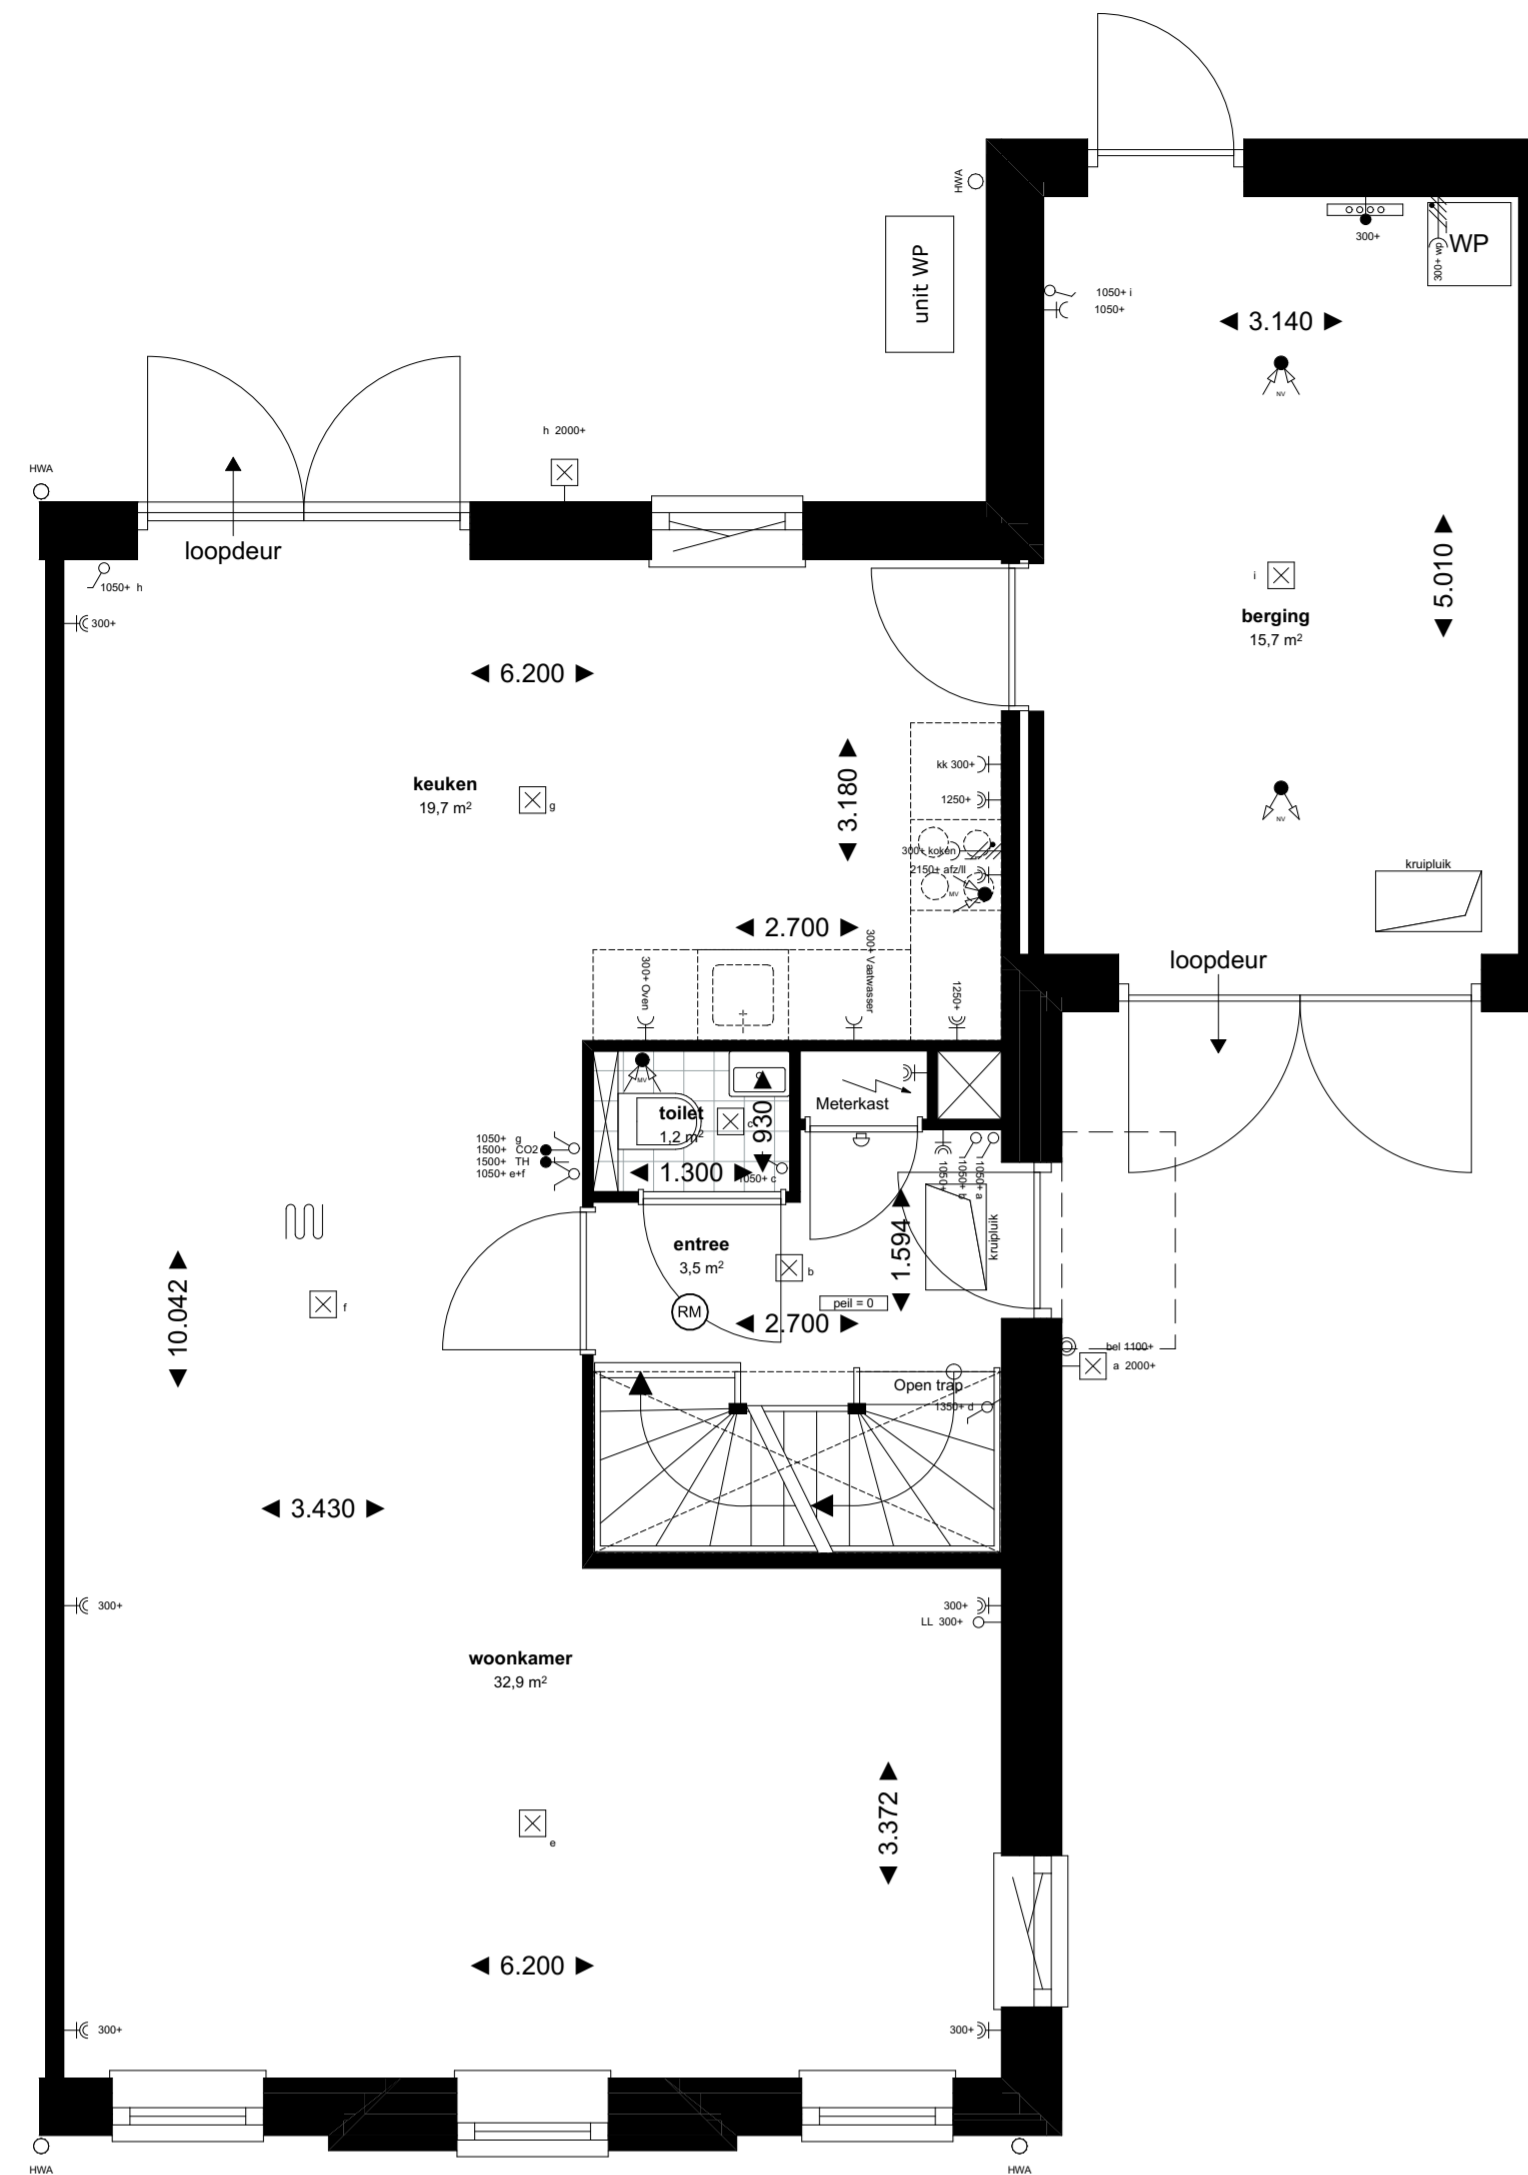 HWA
300+
300+ wp
WP
unit WP
1050+ i
1050+
3.140
NV
h 2000+
HWA
loopdeur
1050+ h
300+
i
berging
15,7 m²
5.010
6.200
keuken
19,7 m²
g
3.180
kk 300+
1250+
300+ koken
2150+ afz/ll
MV
NV
kruipluik
2.700
loopdeur
300+ Oven
300+ Vaatwasser
1250+
MV
toilet
1,2 m²
c
930
Meterkast
1050+ g
1500+ CO2
1500+ TH
1050+ e+f
1.300
1050+ c
1050+
1050+ b
1050+ a
entree
3,5 m²
b
1.594
kruipluik
RM
peil = 0
2.700
10.042
f
bel 1100+
a 2000+
Open trap
1350+ d
3.430
300+
300+
LL 300+
woonkamer
32,9 m²
3.372
e
6.200
300+
300+
HWA
HWA